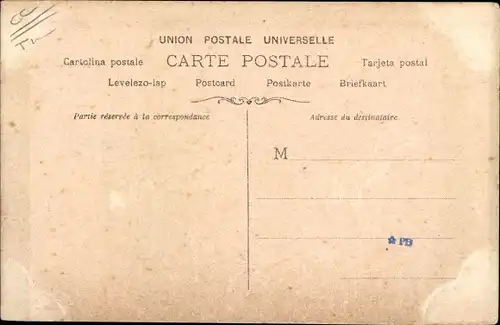 UNION POSTALE UNIVERSELLE
Cartolina postale CARTE POSTALE Tarjeta postal
Levelezo-lap Postcard Postkarte Briefkaart
Partie réservée à la correspondance Adresse du dessinataire
M
PB